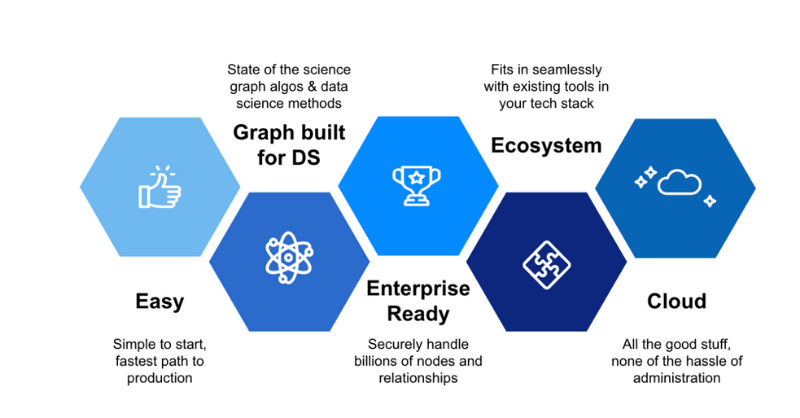 State of the science
graph algos & data
science methods
Graph built
for DS
Fits in seamlessly
with existing tools in
your tech stack
Ecosystem
Easy
Simple to start,
fastest path to
production
Enterprise
Ready
Securely handle
billions of nodes and
relationships
Cloud
All the good stuff,
none of the hassle of
administration